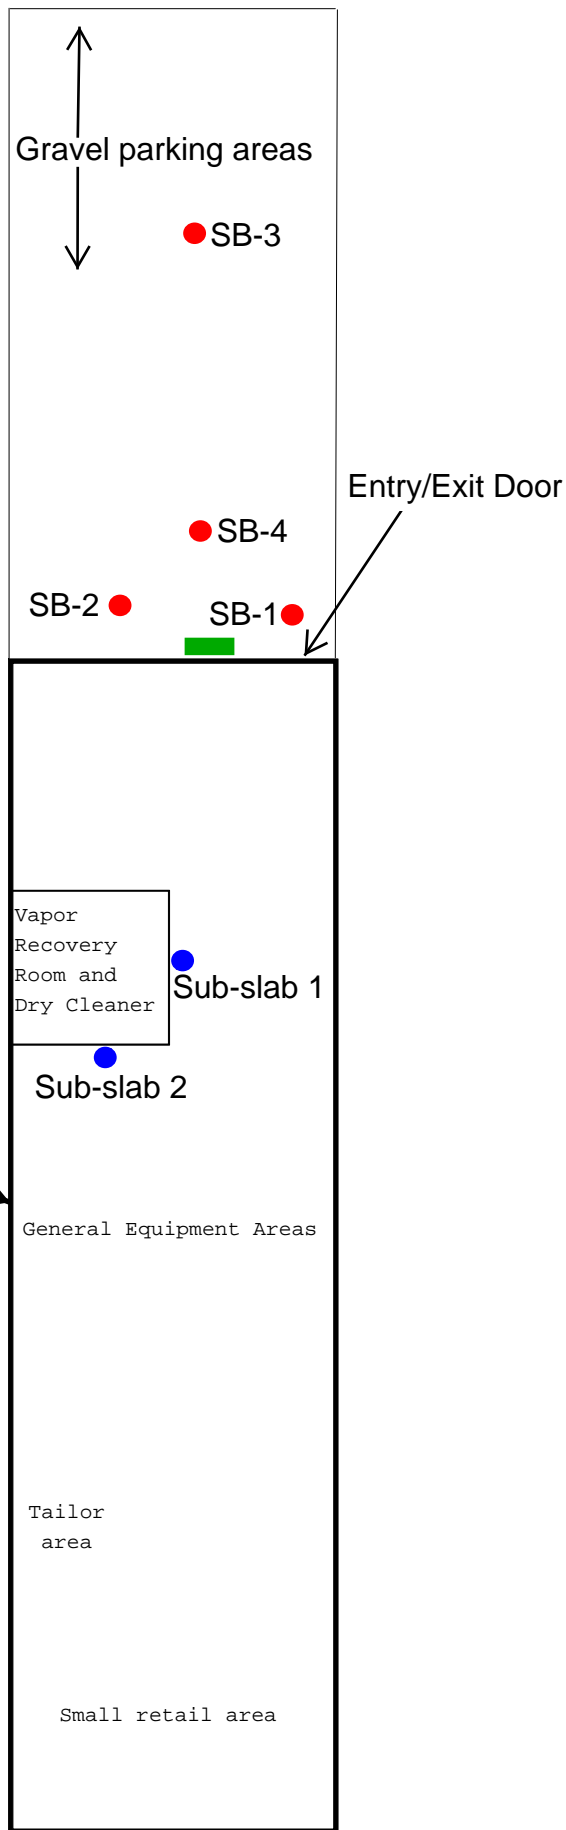 Gravel parking areas
SB-3
Entry/Exit Door
SB-4
SB-2
SB-1
Vapor
Recovery
Room and
Dry Cleaner
Sub-slab 1
Sub-slab 2
General Equipment Areas
Tailor
area
Small retail area